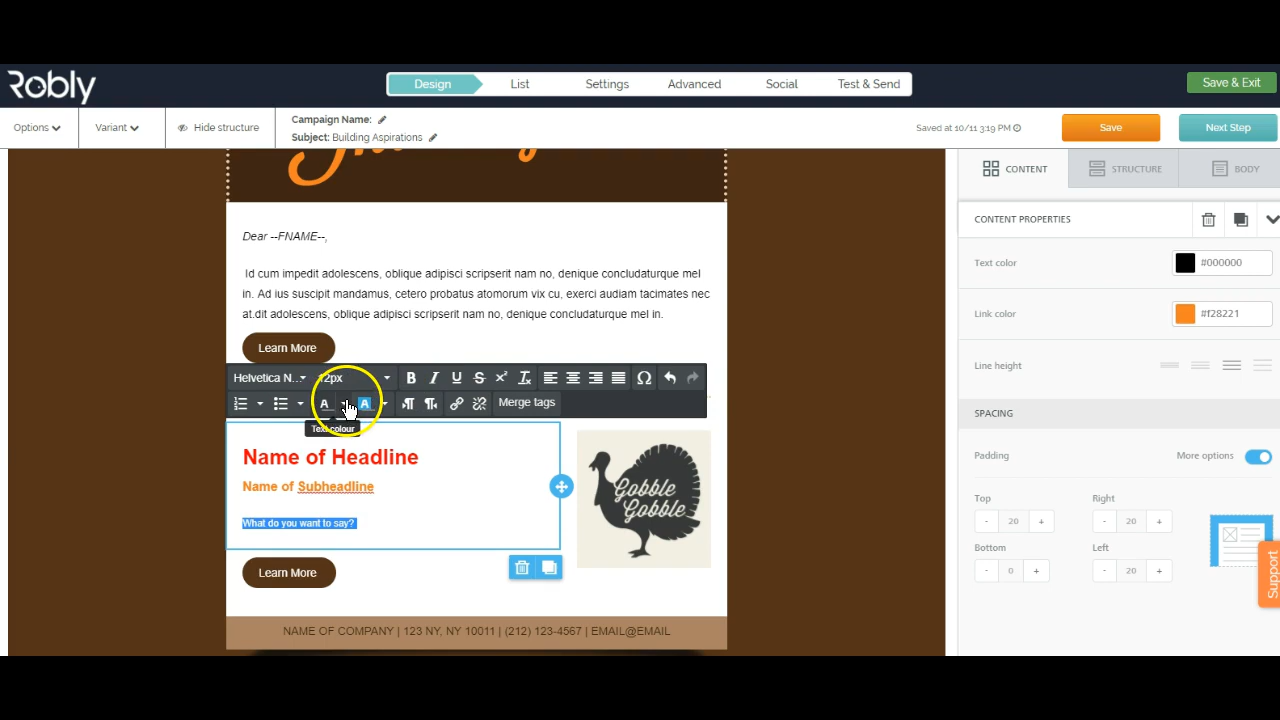 Robly
Design
List
Settings
Advanced
Social
Test & Send
Save & Exit
Options
Variant
Hide structure
Campaign Name:
Subject: Building Aspirations
Saved at 10/11 3:19 PM
Save
Next Step
CONTENT
STRUCTURE
BODY
CONTENT PROPERTIES
Text color
#000000
Link color
#f28221
Line height
SPACING
Padding
More options
Top
Right
- 20 +
- 20 +
Bottom
Left
- 0 +
- 20 +
Support
Dear --FNAME--,
Id cum impedit adolescens, oblique adipisci scripserit nam no, denique concludaturque mel
in. Ad ius suscipit mandamus, cetero probatus atomorum vix cu, exerci audiam tacimates nec
at.dit adolescens, oblique adipisci scripserit nam no, denique concludaturque mel in.
Learn More
Helvetica N...
12px
B I U S
Merge tags
Text colour
Name of Headline
Name of Subheadline
What do you want to say?
Gobble
Gobble
Learn More
NAME OF COMPANY | 123 NY, NY 10011 | (212) 123-4567 | EMAIL@EMAIL